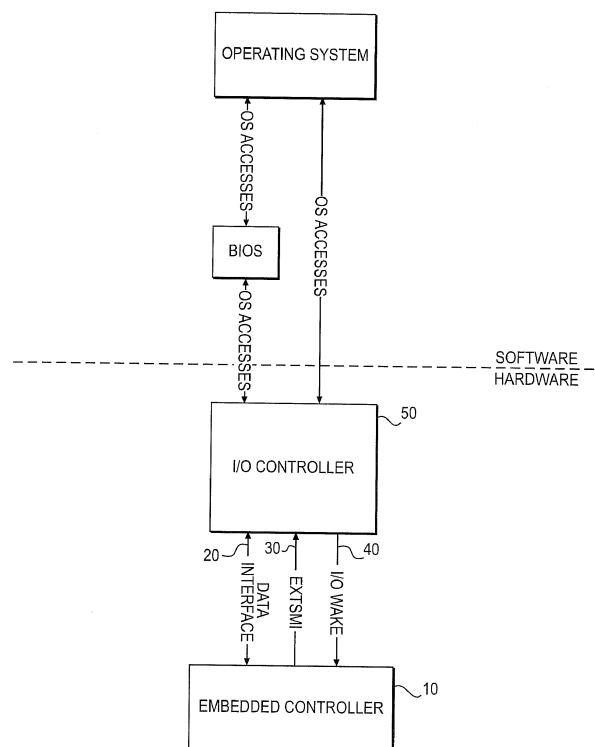 OPERATING SYSTEM
OS ACCESSES
OS ACCESSES
BIOS
OS ACCESSES
SOFTWARE
HARDWARE
50
I/O CONTROLLER
20
30
40
DATA
INTERFACE
EXTSMI
I/O WAKE
10
EMBEDDED CONTROLLER